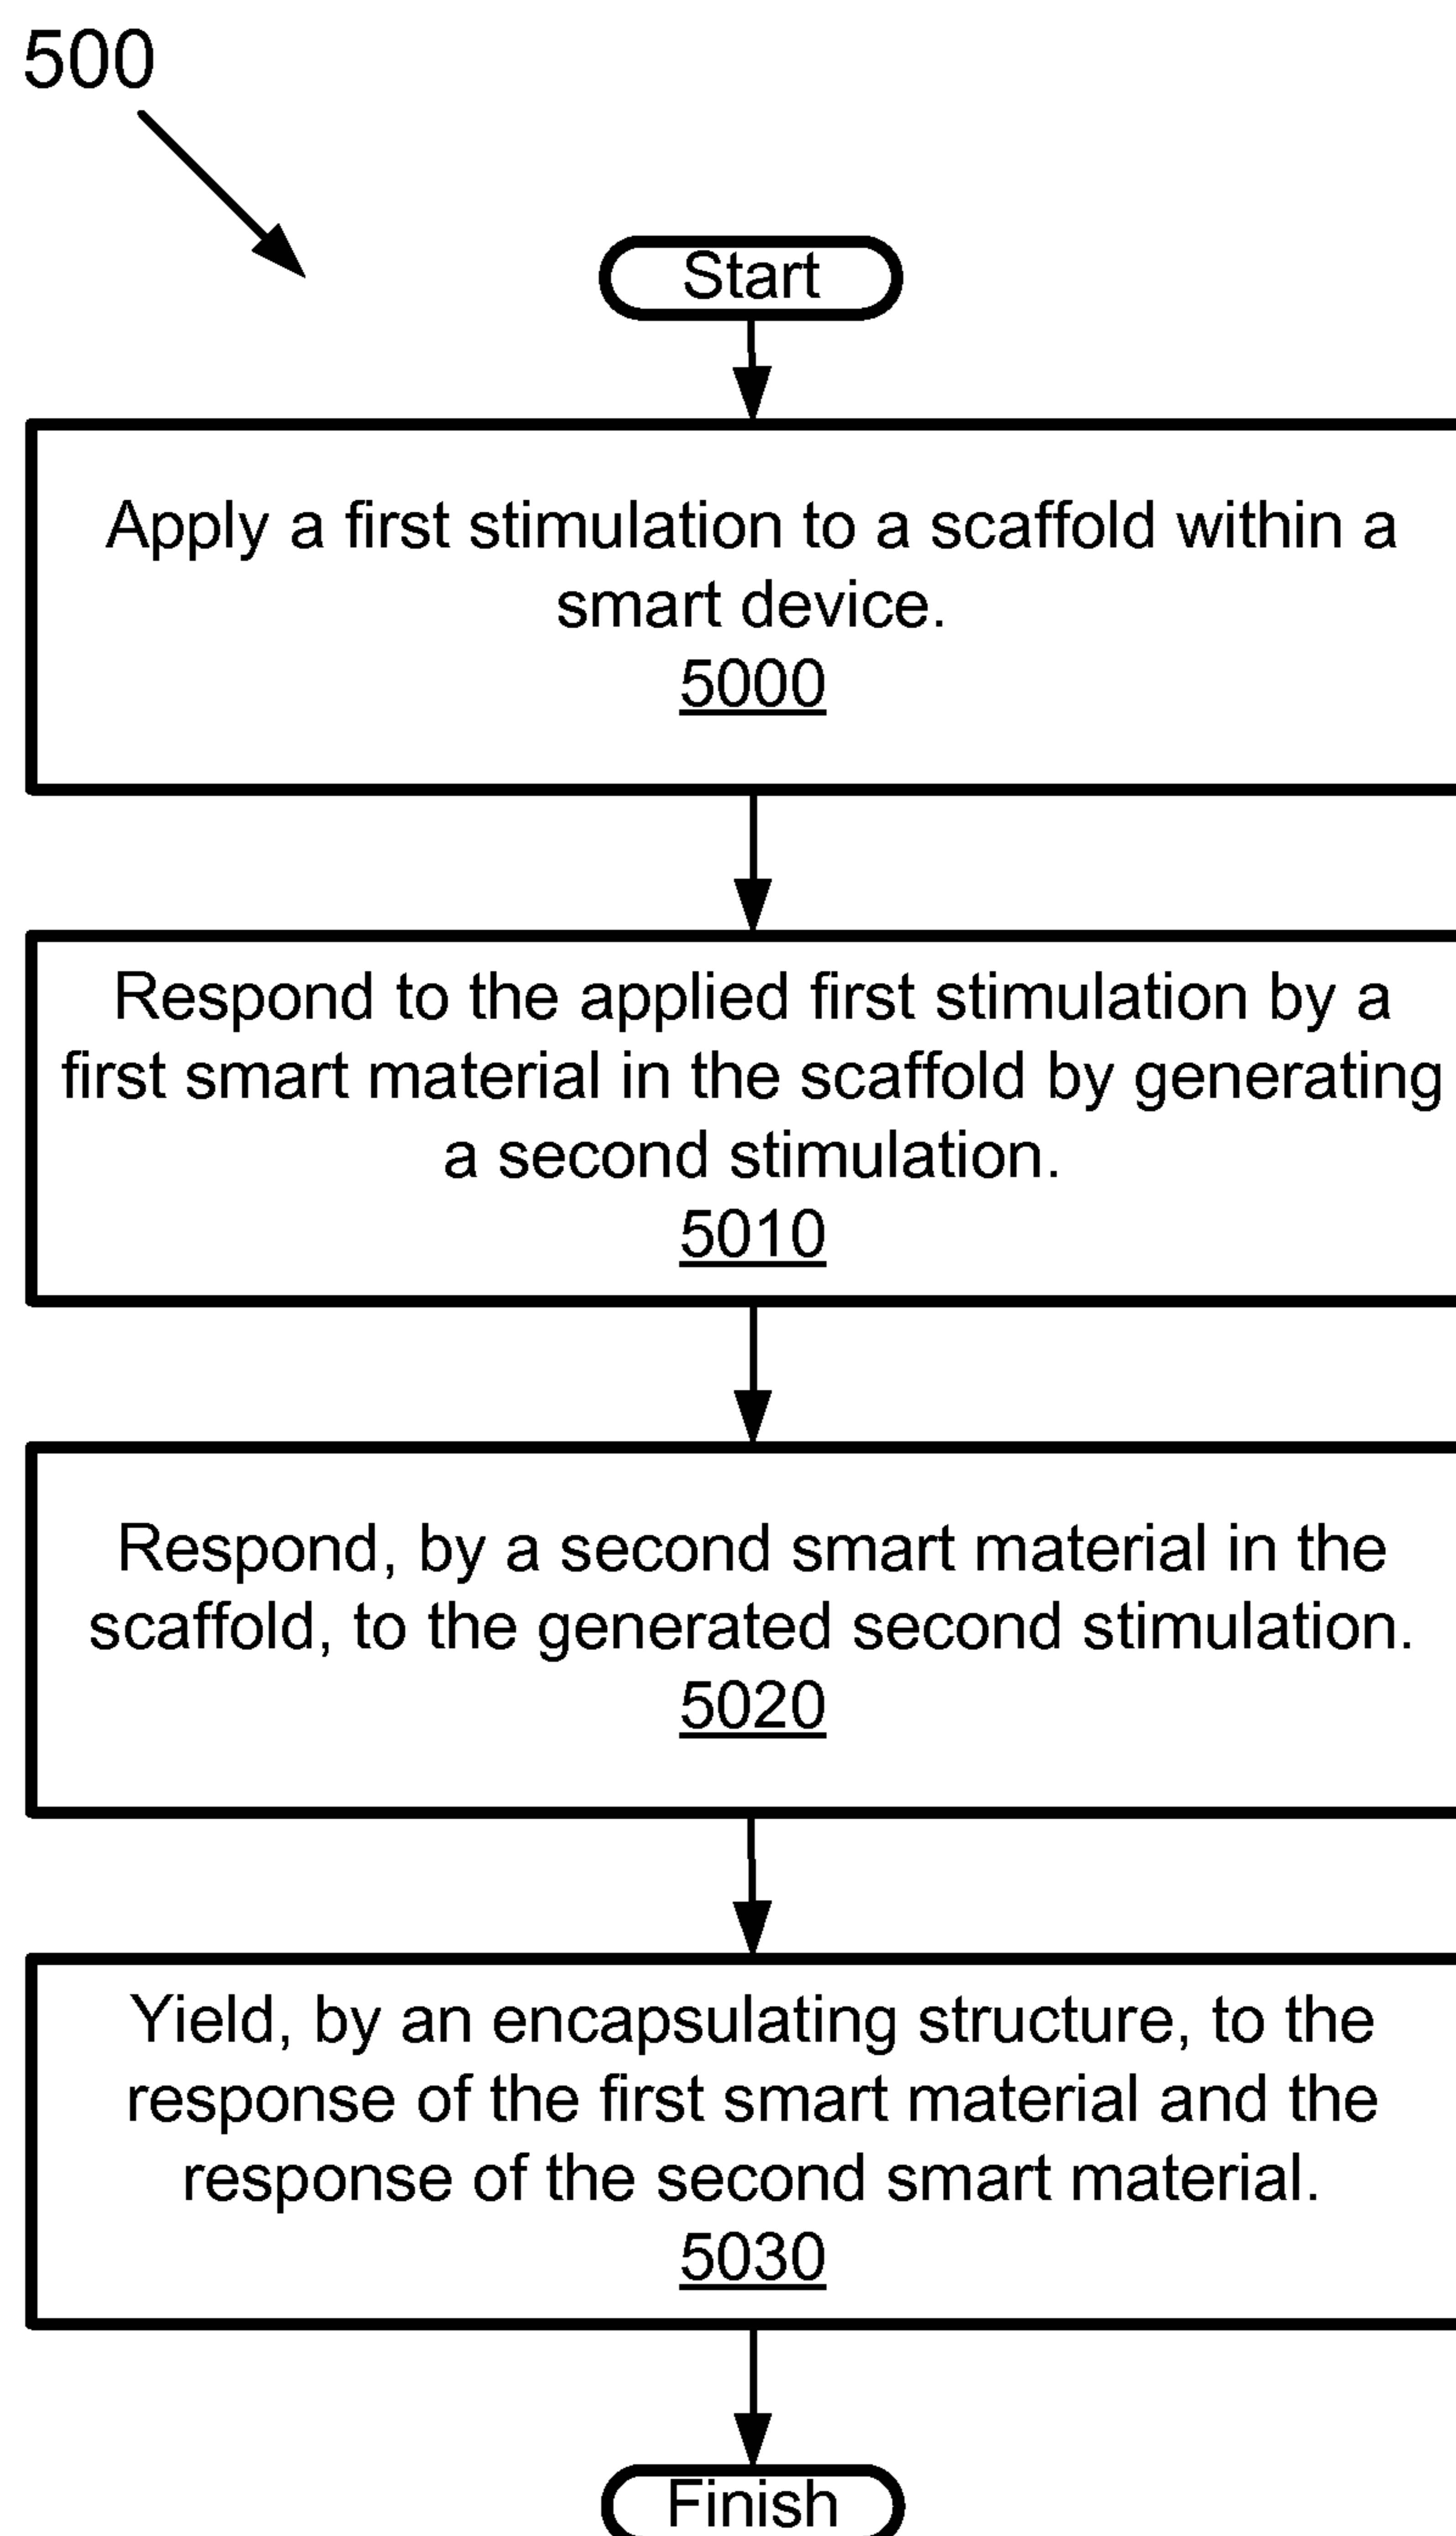 500
Start
Apply a first stimulation to a scaffold within a
smart device.
5000
Respond to the applied first stimulation by a
first smart material in the scaffold by generating
a second stimulation.
5010
Respond, by a second smart material in the
scaffold, to the generated second stimulation.
5020
Yield, by an encapsulating structure, to the
response of the first smart material and the
response of the second smart material.
5030
Finish